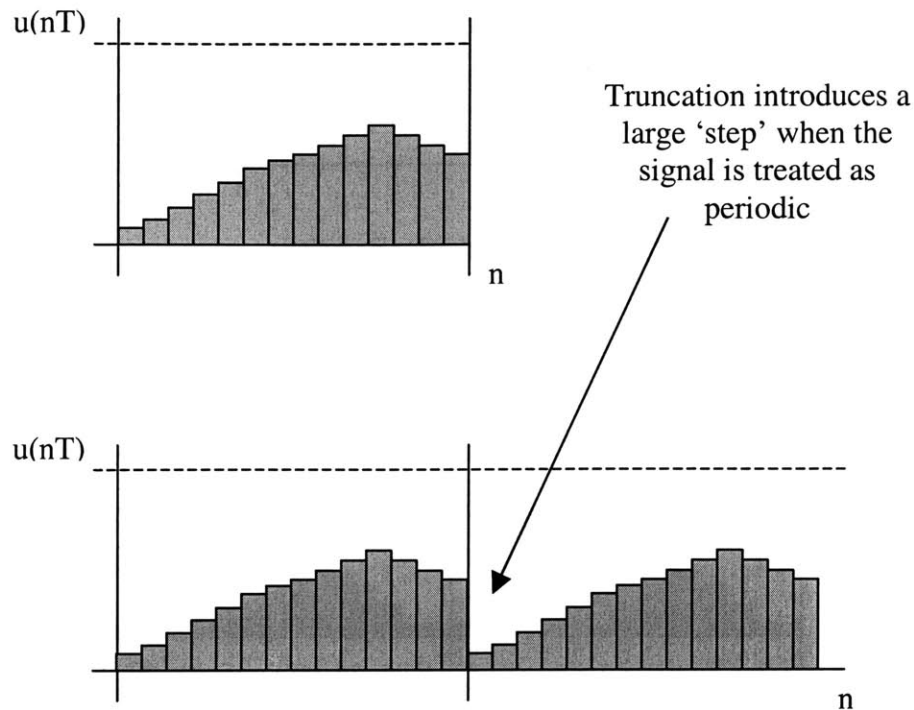 u(nT)
Truncation introduces a
large ‘step’ when the
signal is treated as
periodic
n
u(nT)
n